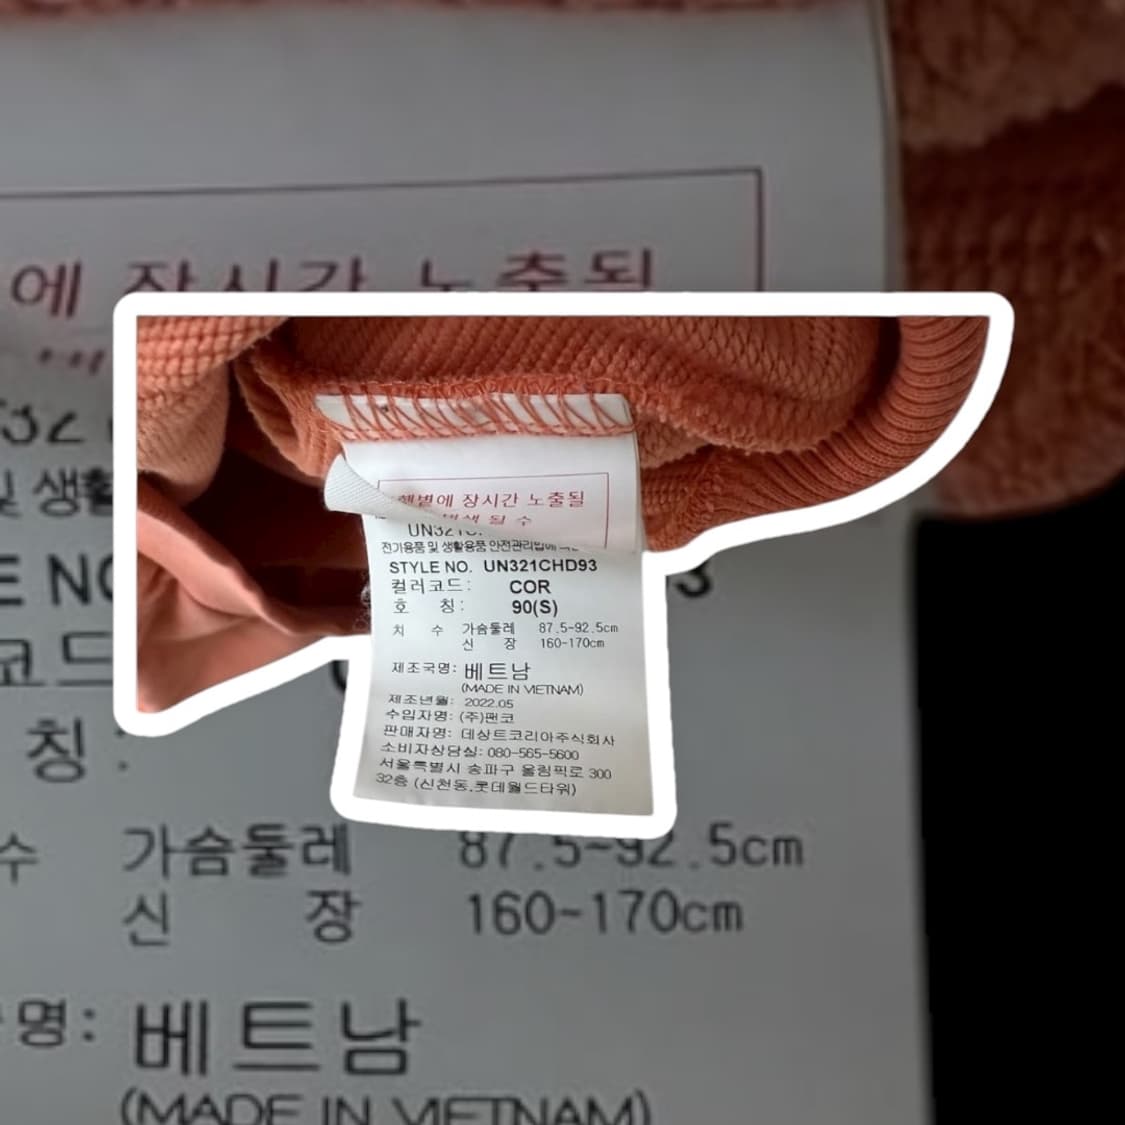 에 장시간 노출될
및 생활
E NO
코드
칭:
수 가슴둘레 87.5~92.5cm
신 장 160~170cm
명: 베트남
(MADE IN VIETNAM)
햇볕에 장시간 노출될
변색 될 수
전기용품 및 생활용품 안전관리법에
STYLE NO. UN321CHD93
컬러코드: COR
호 칭: 90(S)
치 수 가슴둘레 87.5-92.5cm
신 장 160-170cm
제조국명: 베트남
(MADE IN VIETNAM)
제조년월: 2022.05
수입자명: (주)팬코
판매자명: 데상트코리아주식회사
소비자상담실: 080-565-5600
서울특별시 송파구 올림픽로 300
32층 (신천동,롯데월드타워)